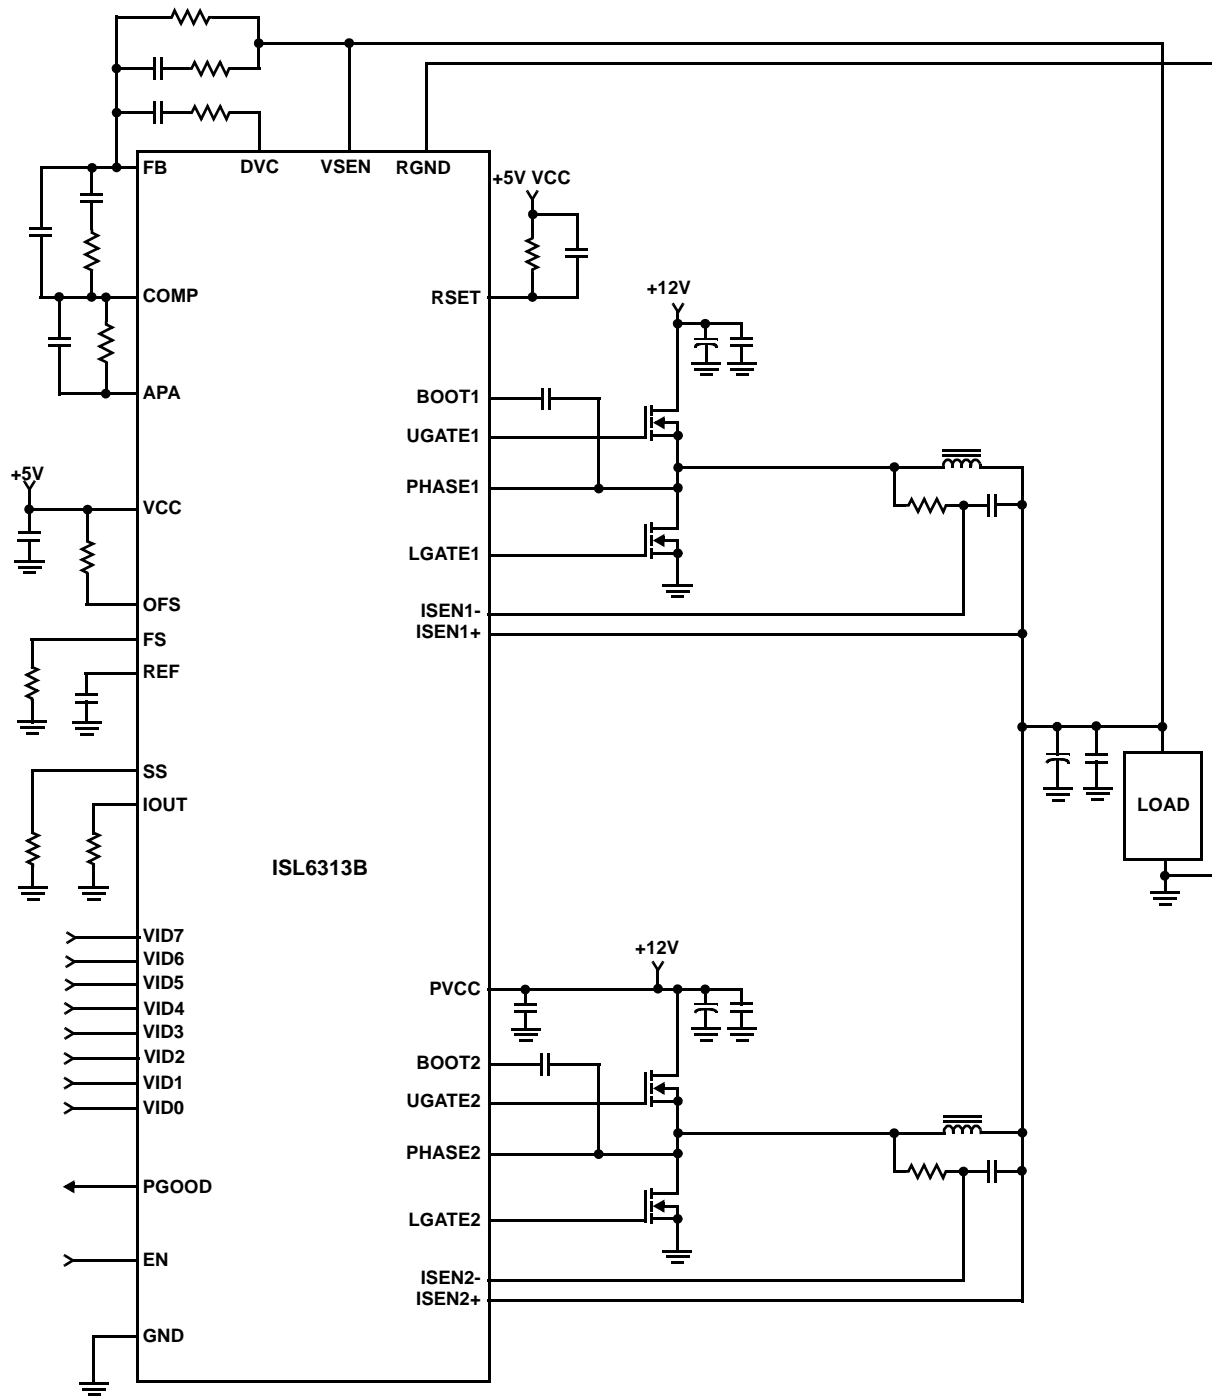 FB
DVC
VSEN
RGND
+5V VCC
COMP
RSET
+12V
APA
BOOT1
UGATE1
+5V
PHASE1
VCC
LGATE1
OFS
ISEN1-
ISEN1+
FS
REF
SS
IOUT
LOAD
ISL6313B
VID7
+12V
VID6
VID5
PVCC
VID4
VID3
VID2
BOOT2
VID1
UGATE2
VID0
PHASE2
PGOOD
LGATE2
EN
ISEN2-
ISEN2+
GND